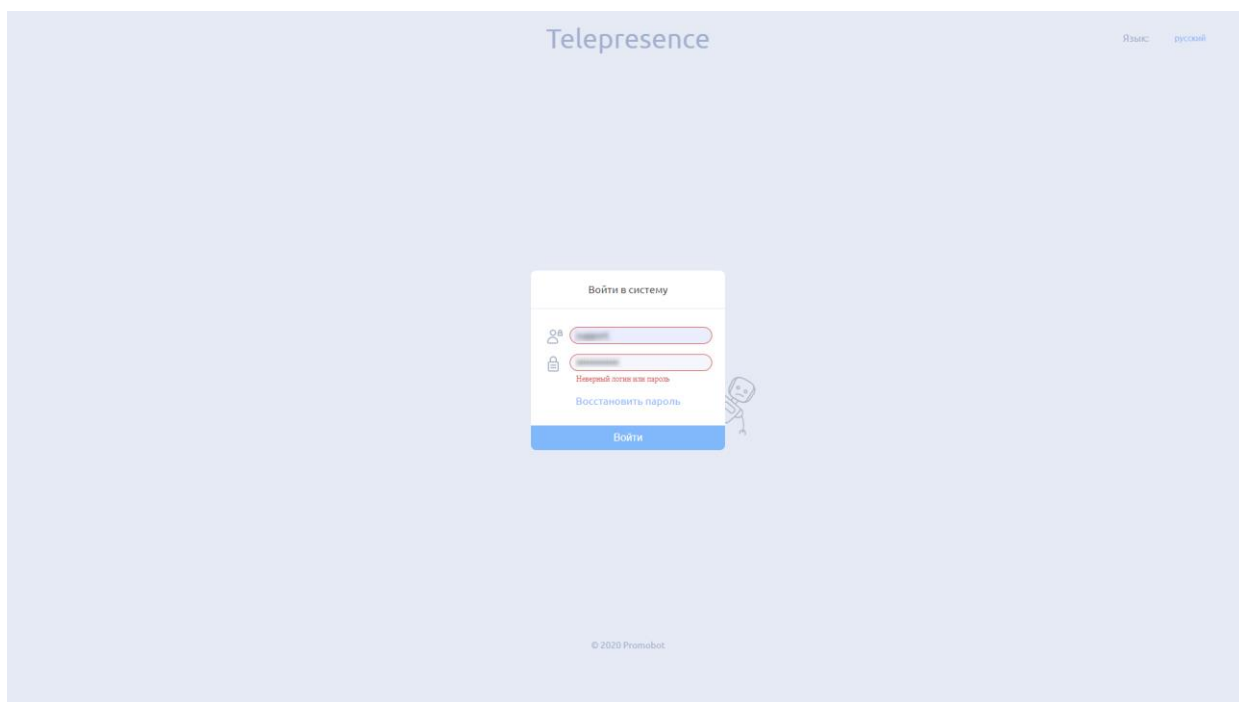 Telepresence
Язык: русский
Войти в систему
Неверный логин или пароль
Восстановить пароль
Войти
© 2020 Promobot